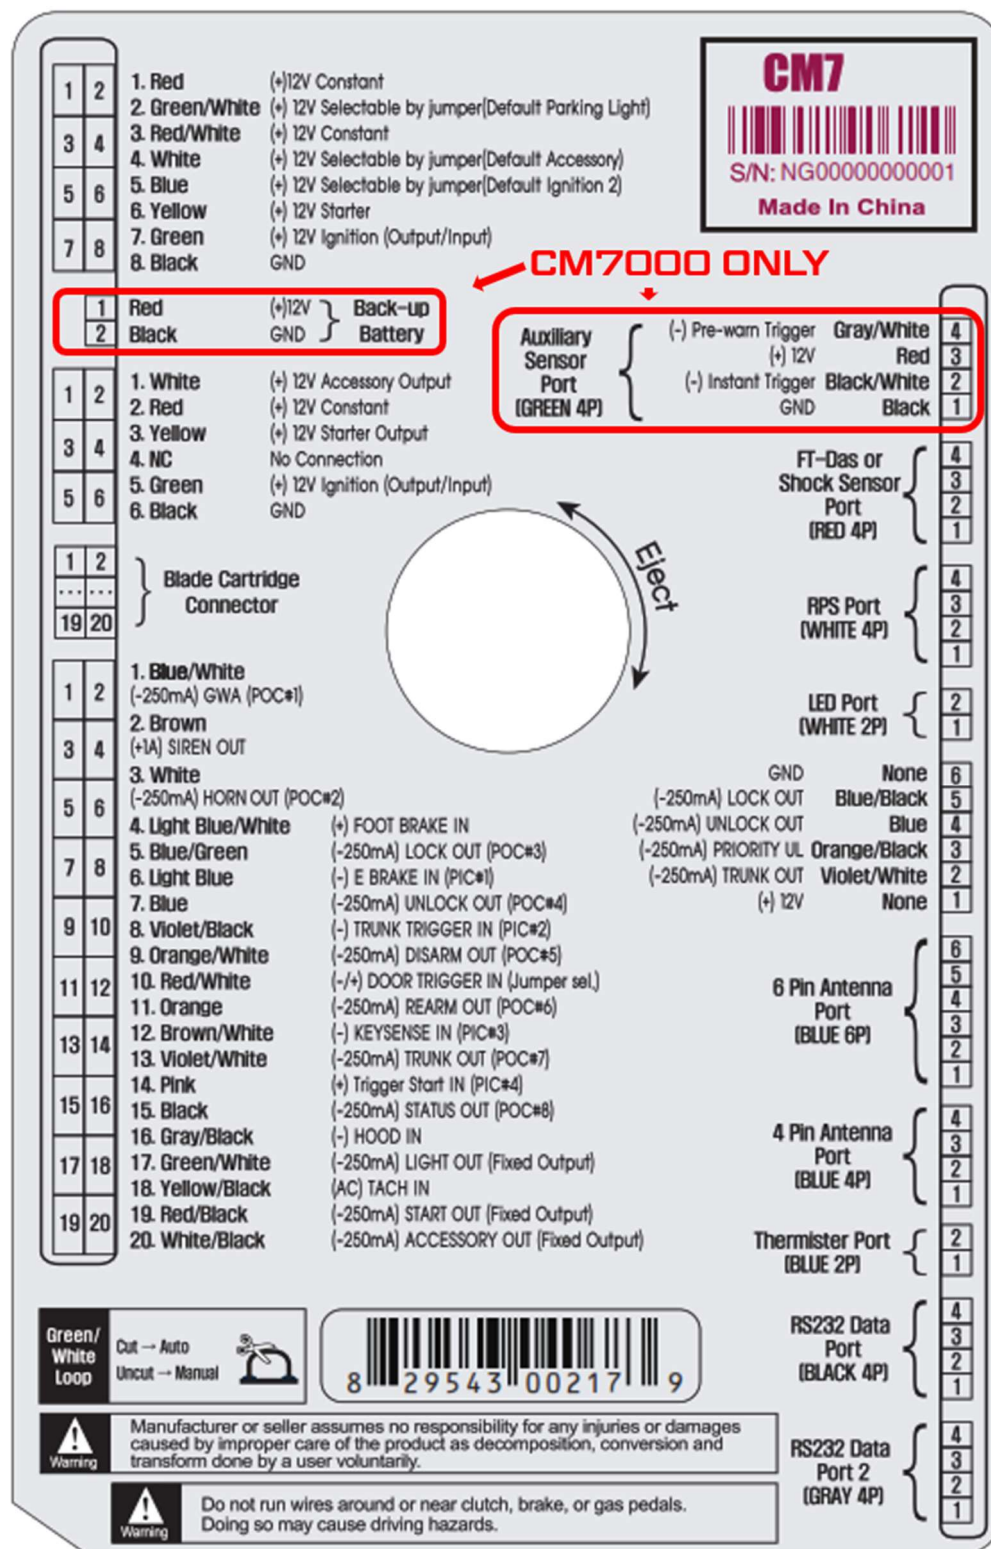 CM7
S/N: NG00000000001
Made In China
1 2
3 4
5 6
7 8
1. Red (+)12V Constant
2. Green/White (+) 12V Selectable by jumper(Default Parking Light)
3. Red/White (+) 12V Constant
4. White (+) 12V Selectable by jumper(Default Accessory)
5. Blue (+) 12V Selectable by jumper(Default Ignition 2)
6. Yellow (+) 12V Starter
7. Green (+) 12V Ignition (Output/Input)
8. Black GND
CM7000 ONLY
1 Red (+)12V
2 Black GND
Back-up
Battery
1 2
3 4
5 6
1. White (+) 12V Accessory Output
2. Red (+) 12V Constant
3. Yellow (+) 12V Starter Output
4. NC No Connection
5. Green (+) 12V Ignition (Output/Input)
6. Black GND
1 2
... ...
19 20
Blade Cartridge
Connector
Eject
1 2
3 4
5 6
7 8
9 10
11 12
13 14
15 16
17 18
19 20
1. Blue/White
(-250mA) GWA (POC#1)
2. Brown
(+1A) SIREN OUT
3. White
(-250mA) HORN OUT (POC#2)
4. Light Blue/White (+) FOOT BRAKE IN
5. Blue/Green (-250mA) LOCK OUT (POC#3)
6. Light Blue (-) E BRAKE IN (PIC#1)
7. Blue (-250mA) UNLOCK OUT (POC#4)
8. Violet/Black (-) TRUNK TRIGGER IN (PIC#2)
9. Orange/White (-250mA) DISARM OUT (POC#5)
10. Red/White (-/+) DOOR TRIGGER IN (Jumper sel.)
11. Orange (-250mA) REARM OUT (POC#6)
12. Brown/White (-) KEYSENSE IN (PIC#3)
13. Violet/White (-250mA) TRUNK OUT (POC#7)
14. Pink (+) Trigger Start IN (PIC#4)
15. Black (-250mA) STATUS OUT (POC#8)
16. Gray/Black (-) HOOD IN
17. Green/White (-250mA) LIGHT OUT (Fixed Output)
18. Yellow/Black (AC) TACH IN
19. Red/Black (-250mA) START OUT (Fixed Output)
20. White/Black (-250mA) ACCESSORY OUT (Fixed Output)
Auxiliary
Sensor
Port
(GREEN 4P)
(-) Pre-warn Trigger Gray/White 4
(+) 12V Red 3
(-) Instant Trigger Black/White 2
GND Black 1
FT-Das or
Shock Sensor
Port
(RED 4P)
4
3
2
1
RPS Port
(WHITE 4P)
4
3
2
1
LED Port
(WHITE 2P)
2
1
GND None 6
(-250mA) LOCK OUT Blue/Black 5
(-250mA) UNLOCK OUT Blue 4
(-250mA) PRIORITY UL Orange/Black 3
(-250mA) TRUNK OUT Violet/White 2
(+) 12V None 1
6 Pin Antenna
Port
(BLUE 6P)
6
5
4
3
2
1
4 Pin Antenna
Port
(BLUE 4P)
4
3
2
1
Thermister Port
(BLUE 2P)
2
1
RS232 Data
Port
(BLACK 4P)
4
3
2
1
RS232 Data
Port 2
(GRAY 4P)
4
3
2
1
Green/
White
Loop
Cut → Auto
Uncut → Manual
8 29543 00217 9
Warning
Manufacturer or seller assumes no responsibility for any injuries or damages
caused by improper care of the product as decomposition, conversion and
transform done by a user voluntarily.
Warning
Do not run wires around or near clutch, brake, or gas pedals.
Doing so may cause driving hazards.